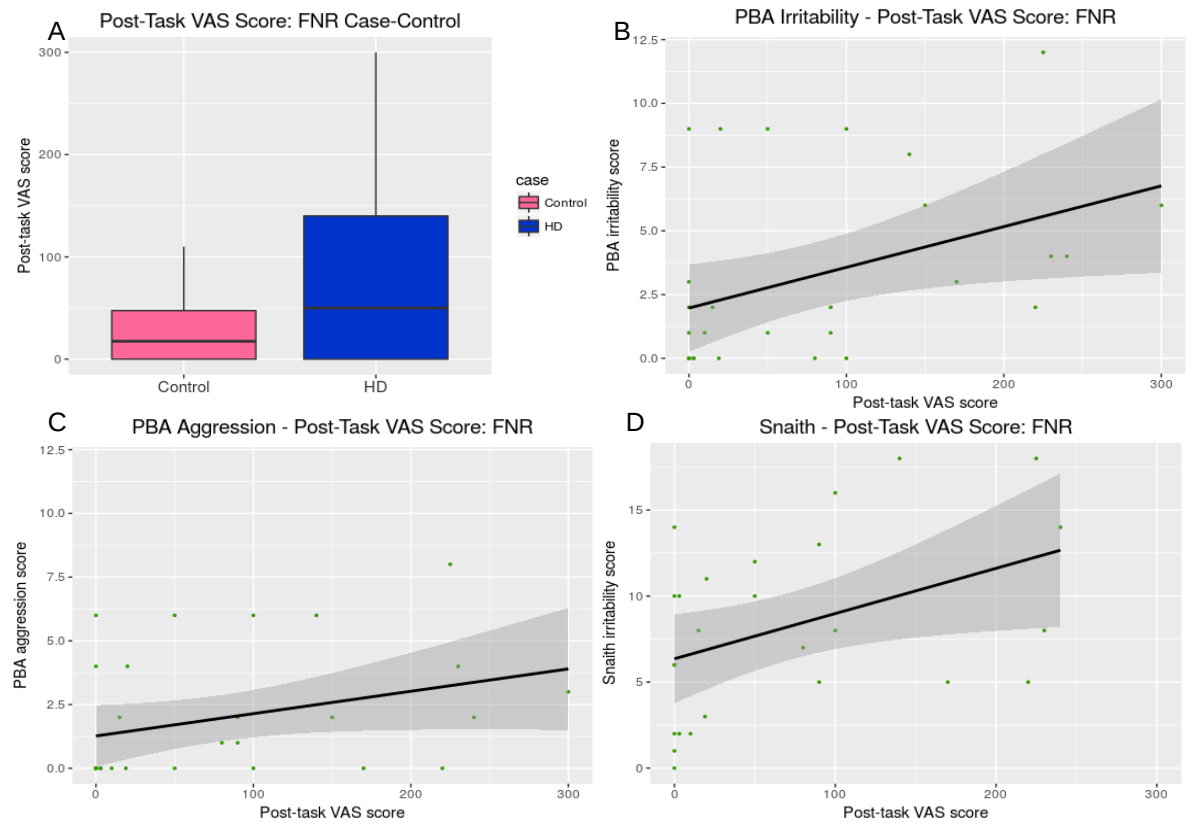 A
Post-Task VAS Score: FNR Case-Control
Post-task VAS score
300
200
100
0
Control
HD
case
Control
HD
B
PBA Irritability - Post-Task VAS Score: FNR
PBA irritability score
12.5
10.0
7.5
5.0
2.5
0.0
0
100
200
300
Post-task VAS score
C
PBA Aggression - Post-Task VAS Score: FNR
PBA aggression score
12.5
10.0
7.5
5.0
2.5
0.0
0
100
200
300
Post-task VAS score
D
Snaith - Post-Task VAS Score: FNR
Snaith irritability score
15
10
5
0
0
100
200
300
Post-task VAS score